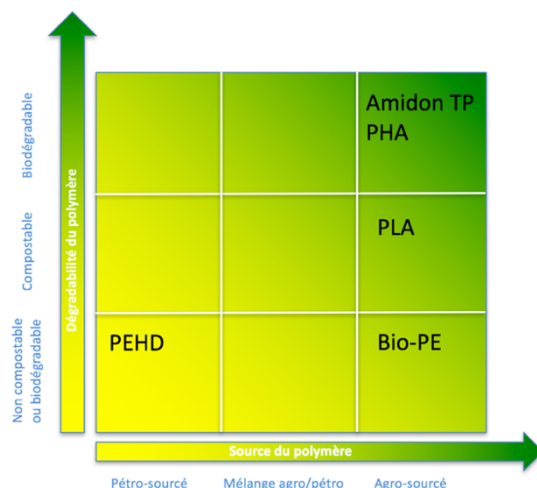 Biodégradable
Compostable
Non compostable
ou biodégradable
Dégradabilité du polymère
Amidon TP
PHA
PLA
PEHD
Bio-PE
Source du polymère
Pétro-sourcé
Mélange agro/pétro
Agro-sourcé